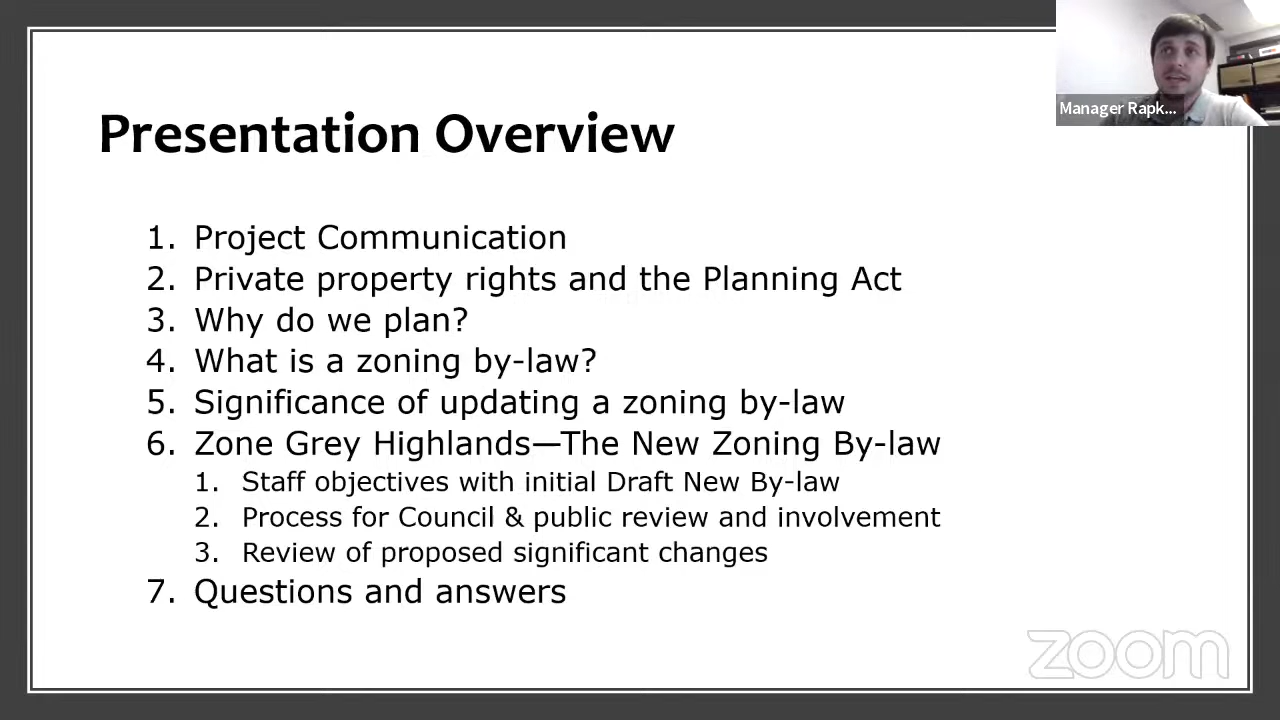 Presentation Overview
Manager Rapk...
1. Project Communication
2. Private property rights and the Planning Act
3. Why do we plan?
4. What is a zoning by-law?
5. Significance of updating a zoning by-law
6. Zone Grey Highlands—The New Zoning By-law
1. Staff objectives with initial Draft New By-law
2. Process for Council & public review and involvement
3. Review of proposed significant changes
7. Questions and answers
zoom